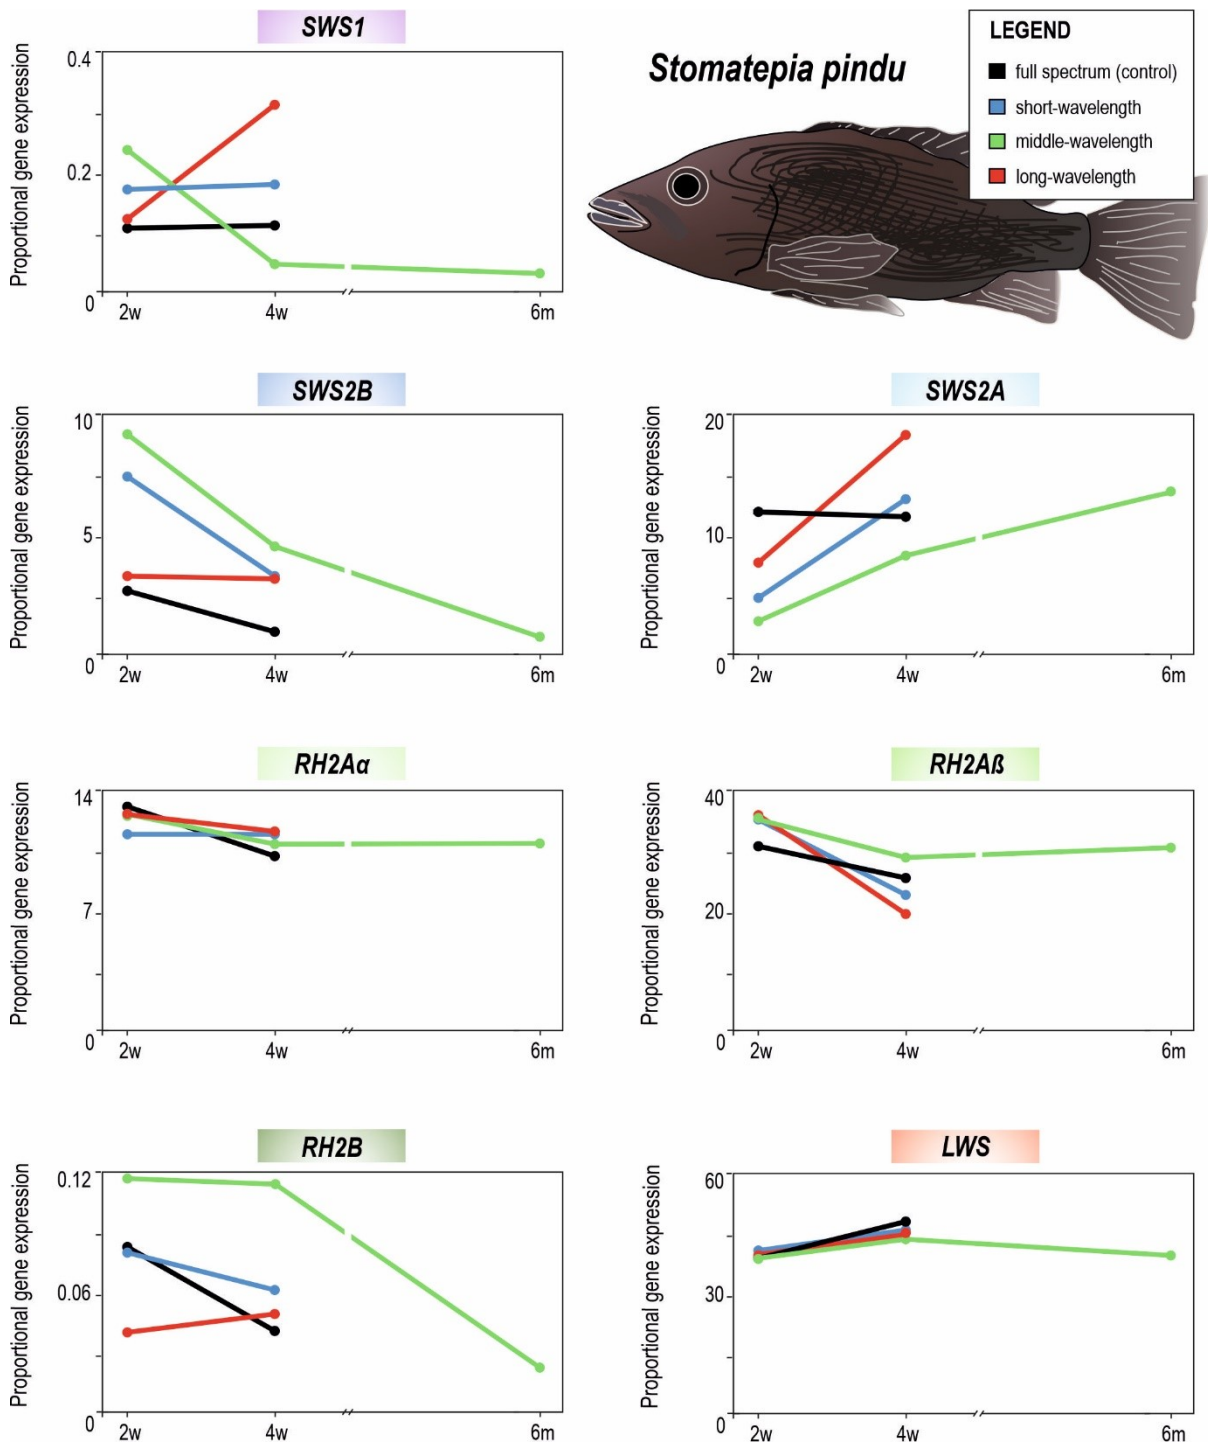 SWS1
Stomatepia pindu
LEGEND
full spectrum (control)
short-wavelength
middle-wavelength
long-wavelength
Proportional gene expression
0.4
0.2
0
2w
4w
6m
SWS2B
Proportional gene expression
10
5
0
2w
4w
6m
SWS2A
Proportional gene expression
20
10
0
2w
4w
6m
RH2Aα
Proportional gene expression
14
7
0
2w
4w
6m
RH2Aß
Proportional gene expression
40
20
0
2w
4w
6m
RH2B
Proportional gene expression
0.12
0.06
0
2w
4w
6m
LWS
Proportional gene expression
60
30
0
2w
4w
6m